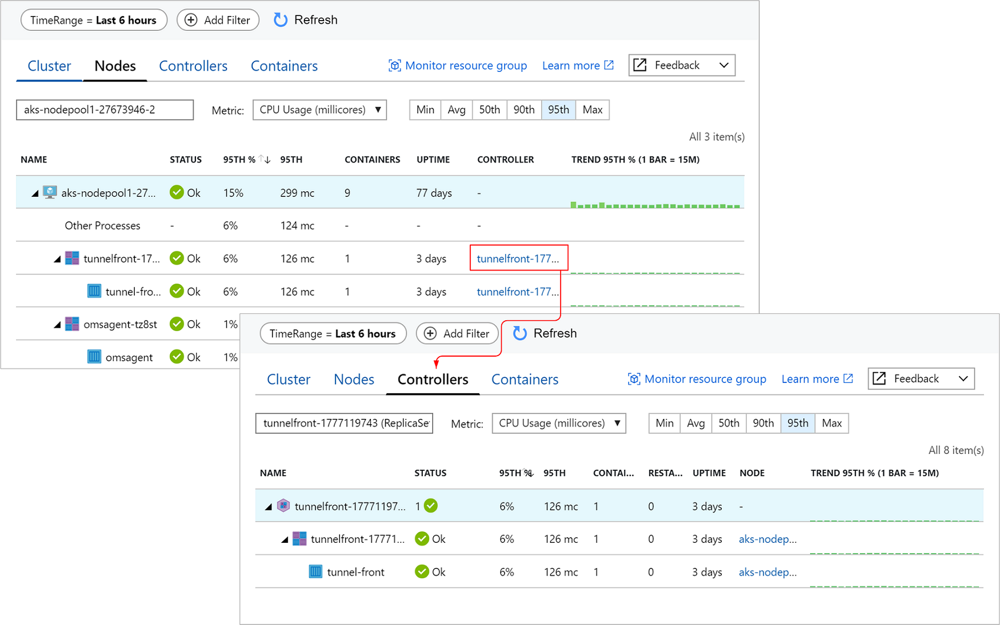 TimeRange = Last 6 hours Add Filter Refresh
Cluster Nodes Controllers Containers Monitor resource group Learn more Feedback
aks-nodepool1-27673946-2 Metric: CPU Usage (millicores) Min Avg 50th 90th 95th Max
All 3 item(s)
NAME STATUS 95TH % 95TH CONTAINERS UPTIME CONTROLLER TREND 95TH % (1 BAR = 15M)
aks-nodepool1-27... Ok 15% 299 mc 9 77 days -
Other Processes - 6% 124 mc - - -
tunnelfront-17... Ok 6% 126 mc 1 3 days tunnelfront-177...
tunnel-fro... Ok 6% 126 mc 1 3 days tunnelfront-177...
omsagent-tz8st Ok 1%
omsagent Ok 1%
TimeRange = Last 6 hours Add Filter Refresh
Cluster Nodes Controllers Containers Monitor resource group Learn more Feedback
tunnelfront-1777119743 (ReplicaSe Metric: CPU Usage (millicores) Min Avg 50th 90th 95th Max
All 8 item(s)
NAME STATUS 95TH % 95TH CONTAI... RESTA... UPTIME NODE TREND 95TH % (1 BAR = 15M)
tunnelfront-17771197... 1 6% 126 mc 1 0 3 days -
tunnelfront-17771... Ok 6% 126 mc 1 0 3 days aks-nodep...
tunnel-front Ok 6% 126 mc 1 0 3 days aks-nodep...